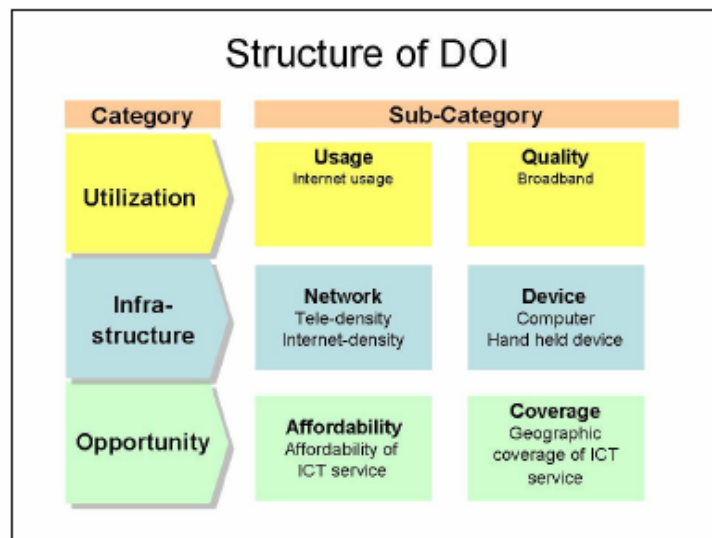 Structure of DOI
Category
Sub-Category
Utilization
Usage
Internet usage
Quality
Broadband
Infra-
structure
Network
Tele-density
Internet-density
Device
Computer
Hand held device
Opportunity
Affordability
Affordability of
ICT service
Coverage
Geographic
coverage of ICT
service